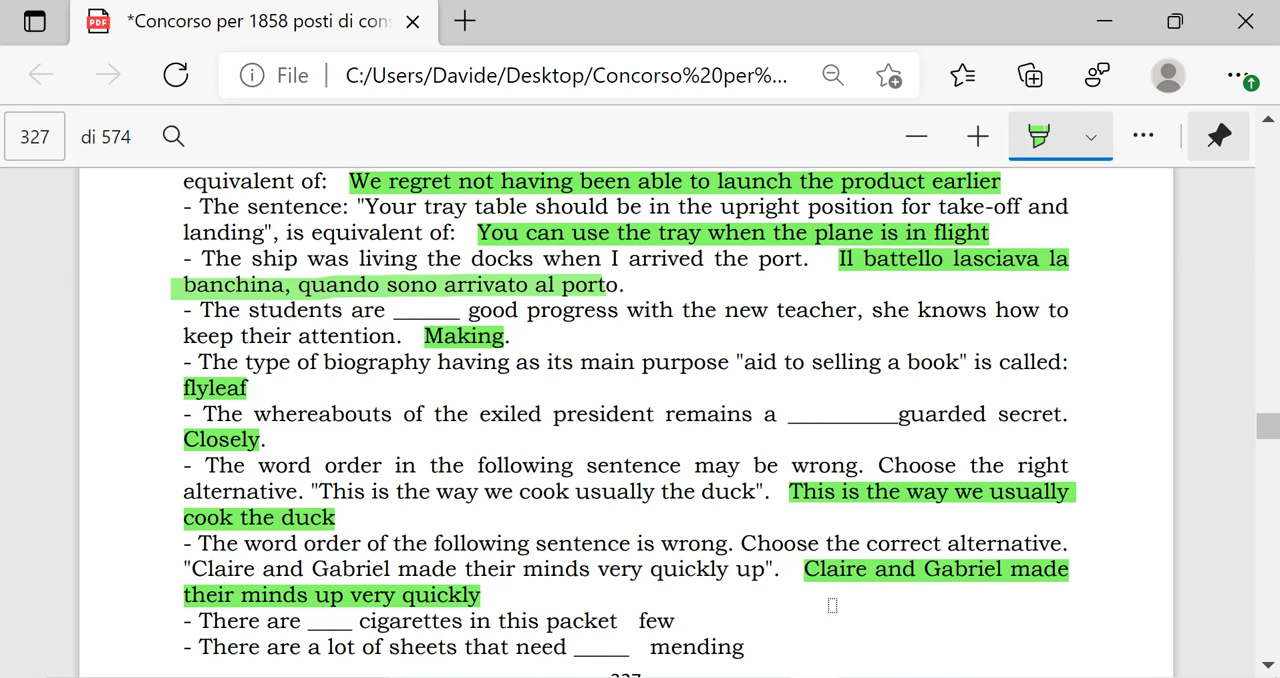 *Concorso per 1858 posti di con
File | C:/Users/Davide/Desktop/Concorso%20per%...
327 di 574
equivalent of: We regret not having been able to launch the product earlier
- The sentence: "Your tray table should be in the upright position for take-off and
landing", is equivalent of: You can use the tray when the plane is in flight
- The ship was living the docks when I arrived the port. Il battello lasciava la
banchina, quando sono arrivato al porto.
- The students are ______ good progress with the new teacher, she knows how to
keep their attention. Making.
- The type of biography having as its main purpose "aid to selling a book" is called:
flyleaf
- The whereabouts of the exiled president remains a __________guarded secret.
Closely.
- The word order in the following sentence may be wrong. Choose the right
alternative. "This is the way we cook usually the duck". This is the way we usually
cook the duck
- The word order of the following sentence is wrong. Choose the correct alternative.
"Claire and Gabriel made their minds very quickly up". Claire and Gabriel made
their minds up very quickly
- There are ____ cigarettes in this packet few
- There are a lot of sheets that need _____ mending
327